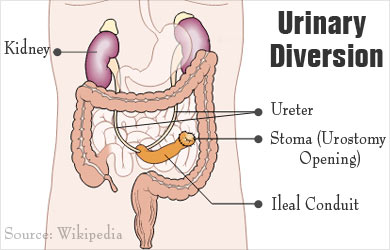 Urinary
Diversion
Kidney
Ureter
Stoma (Urostomy
Opening)
Ileal Conduit
Source: Wikipedia